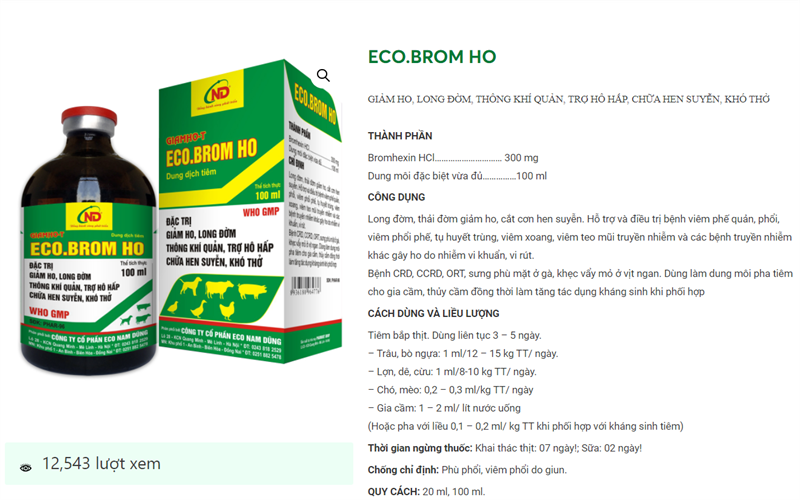 ECO.BROM HO
GIẢM HO, LONG ĐỜM, THÔNG KHÍ QUẢN, TRỢ HÔ HẤP, CHỮA HEN SUYỄN, KHÓ THỞ
THÀNH PHẦN
Bromhexin HCl............................ 300 mg
Dung môi đặc biệt vừa đủ...............100 ml
CÔNG DỤNG
Long đờm, thải đờm giảm ho, cắt cơn hen suyễn. Hỗ trợ và điều trị bệnh viêm phế quản, phổi,
viêm phổi phế, tụ huyết trùng, viêm xoang, viêm teo mũi truyền nhiễm và các bệnh truyền nhiễm
khác gây ho do nhiễm vi khuẩn, vi rút.
Bệnh CRD, CCRD, ORT, sưng phù mặt ở gà, khẹc vẩy mỏ ở vịt ngan. Dùng làm dung môi pha tiêm
cho gia cầm, thủy cầm đồng thời làm tăng tác dụng kháng sinh khi phối hợp
CÁCH DÙNG VÀ LIỀU LƯỢNG
Tiêm bắp thịt. Dùng liên tục 3 – 5 ngày.
– Trâu, bò ngựa: 1 ml/12 – 15 kg TT/ ngày.
– Lợn, dê, cừu: 1 ml/8-10 kg TT/ ngày.
– Chó, mèo: 0,2 – 0,3 ml/kg TT/ ngày
– Gia cầm: 1 – 2 ml/ lít nước uống
(Hoặc pha với liều 0,1 – 0,2 ml/ kg TT khi phối hợp với kháng sinh tiêm)
Thời gian ngừng thuốc: Khai thác thịt: 07 ngày!; Sữa: 02 ngày!
Chống chỉ định: Phù phổi, viêm phổi do giun.
QUY CÁCH: 20 ml, 100 ml.
ND
GIAMHO-T
ECO.BROM HO
Dung dịch tiêm
Thể tích thực
100 ml
WHO GMP
ĐẶC TRỊ
GIẢM HO, LONG ĐỜM
THÔNG KHÍ QUẢN, TRỢ HÔ HẤP
CHỮA HEN SUYỄN, KHÓ THỞ
CÔNG TY CỔ PHẦN ECO NAM DŨNG
ECO.BROM HO
THÀNH PHẦN
CHỈ ĐỊNH
ND
GIAMHO-T
ECO.BROM HO
ĐẶC TRỊ
100 ml
GIẢM HO, LONG ĐỜM
THÔNG KHÍ QUẢN, TRỢ HÔ HẤP
CHỮA HEN SUYỄN, KHÓ THỞ
WHO GMP
CÔNG TY CỔ PHẦN ECO NAM DŨNG
12,543 lượt xem